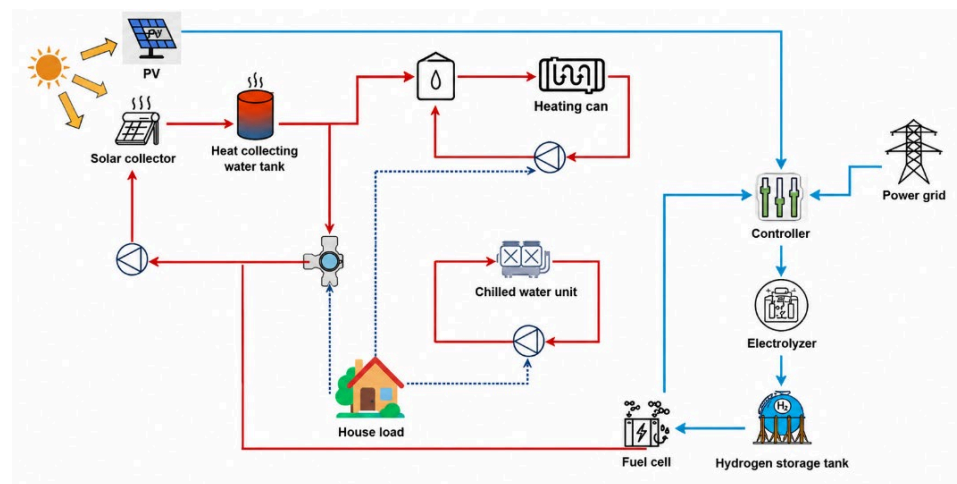 PV
PV
Heating can
Solar collector
Heat collecting
water tank
Power grid
Controller
Chilled water unit
Electrolyzer
H2
House load
Fuel cell
Hydrogen storage tank